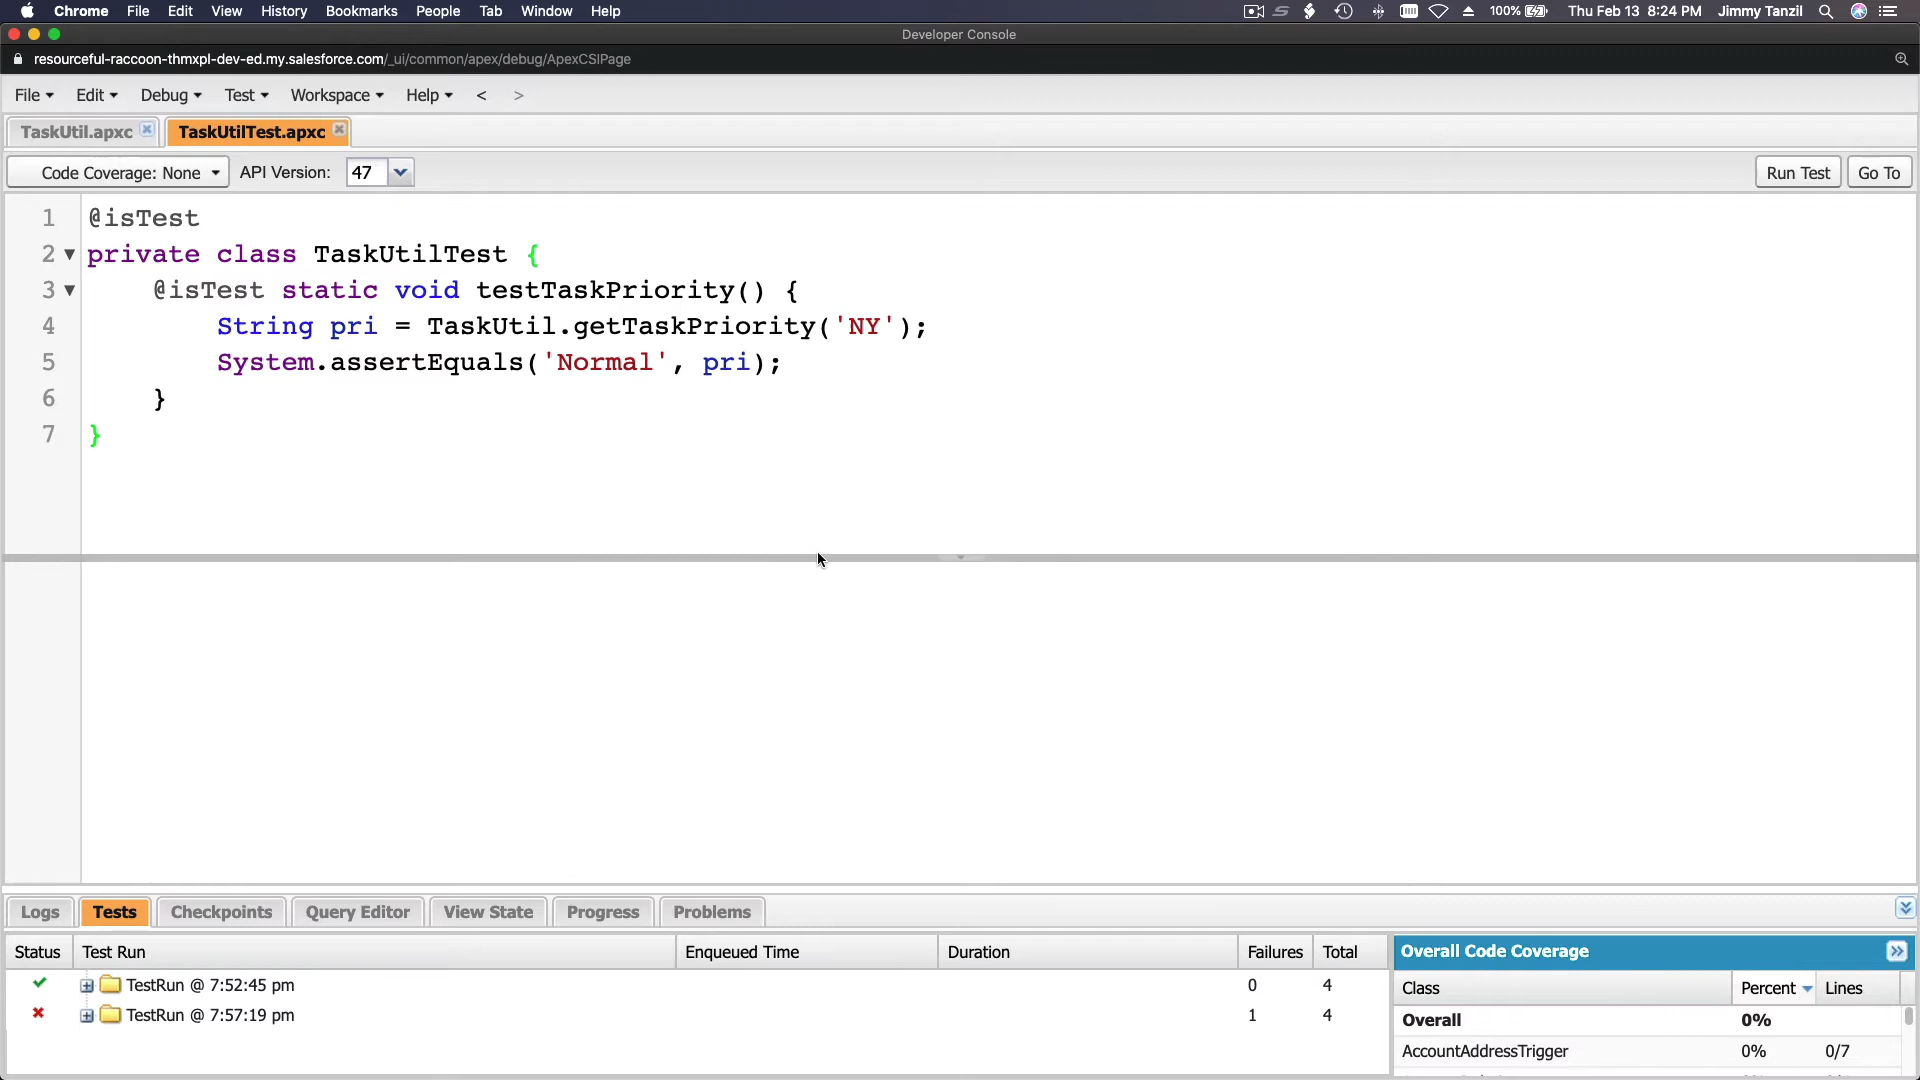 Chrome File Edit View History Bookmarks People Tab Window Help 100% Thu Feb 13 8:24 PM Jimmy Tanzil
Developer Console
resourceful-raccoon-thmxpl-dev-ed.my.salesforce.com/_ui/common/apex/debug/ApexCSIPage
File Edit Debug Test Workspace Help < >
TaskUtil.apxc TaskUtilTest.apxc
Code Coverage: None API Version: 47 Run Test Go To
1 @isTest
2 private class TaskUtilTest {
3 @isTest static void testTaskPriority() {
4 String pri = TaskUtil.getTaskPriority('NY');
5 System.assertEquals('Normal', pri);
6 }
7 }
Logs Tests Checkpoints Query Editor View State Progress Problems
Status Test Run Enqueued Time Duration Failures Total
TestRun @ 7:52:45 pm 0 4
TestRun @ 7:57:19 pm 1 4
Overall Code Coverage
Class Percent Lines
Overall 0%
AccountAddressTrigger 0% 0/7